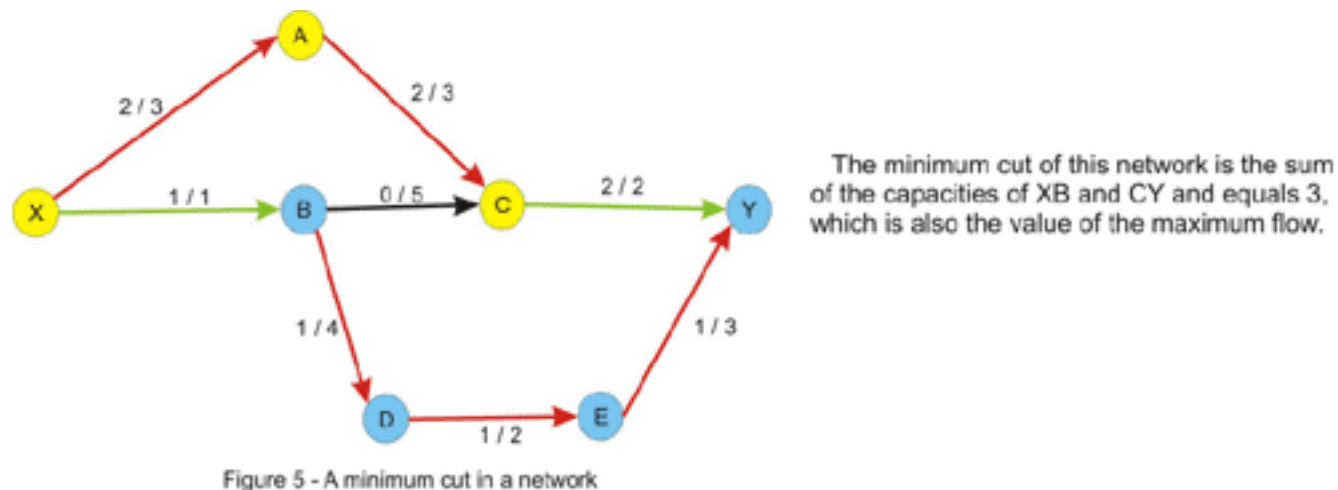 A
2 / 3
2 / 3
The minimum cut of this network is the sum
of the capacities of XB and CY and equals 3,
which is also the value of the maximum flow.
X
1 / 1
B
0 / 5
C
2 / 2
Y
1 / 4
1 / 3
D
1 / 2
E
Figure 5 - A minimum cut in a network